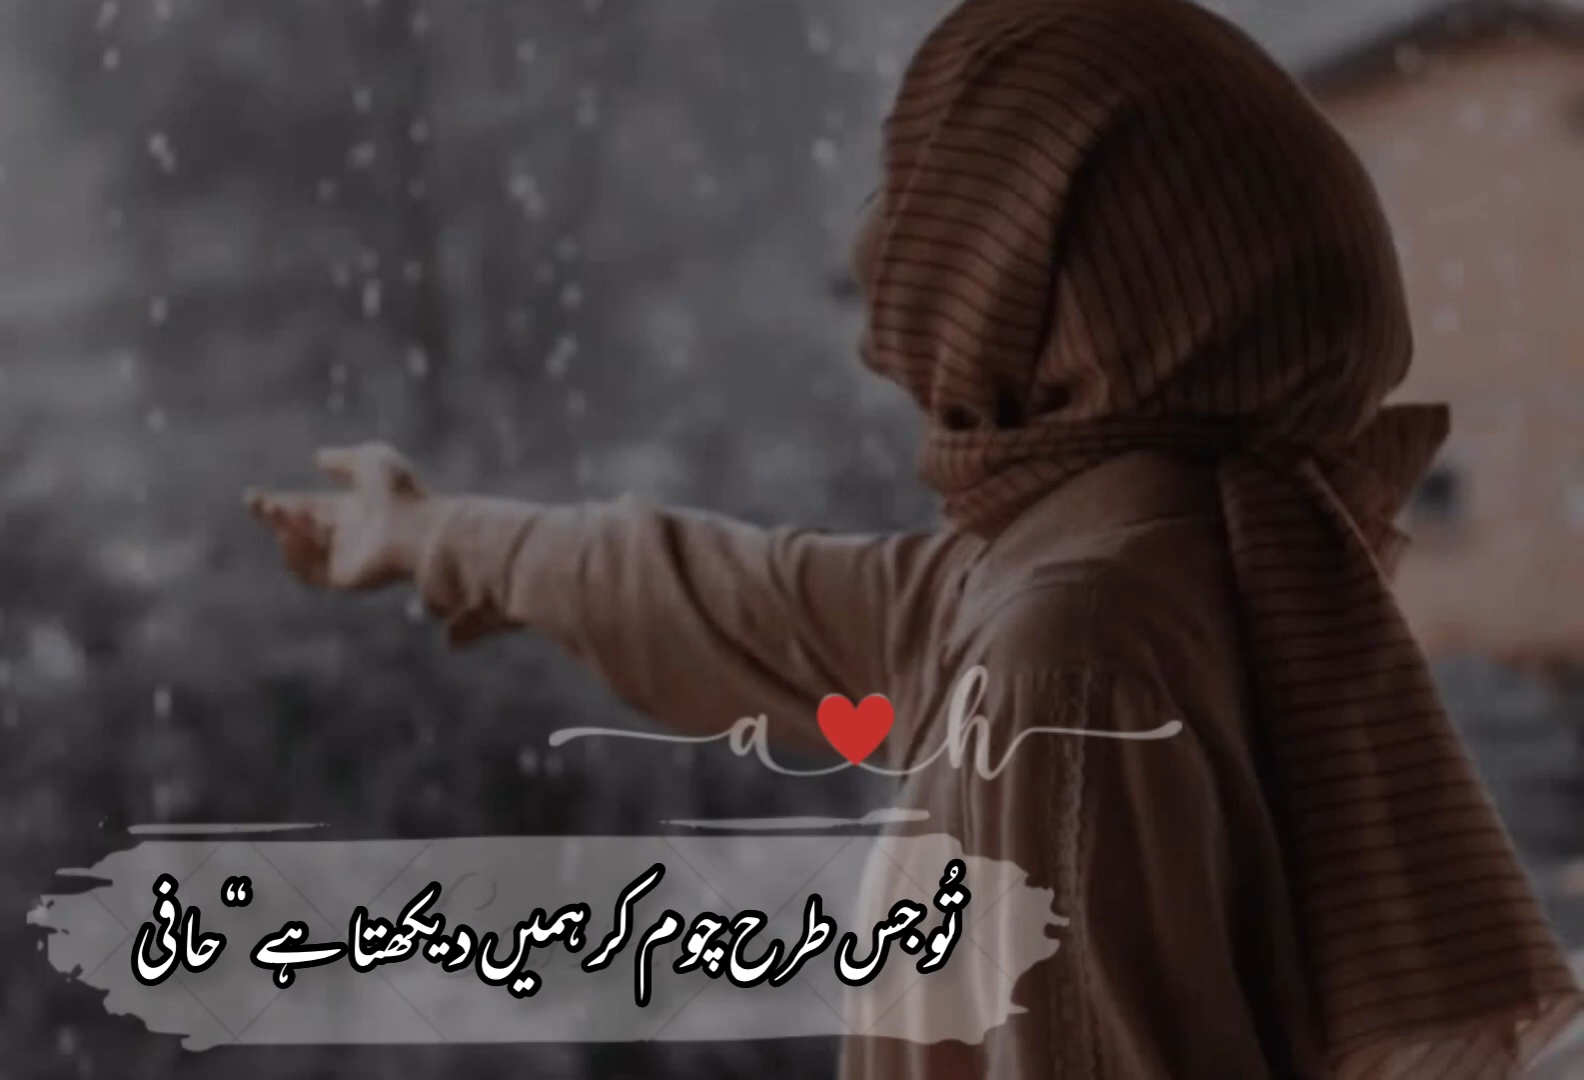 a ❤ h
تُو جس طرح چوم کر ہمیں دیکھتا ہے “ حافی